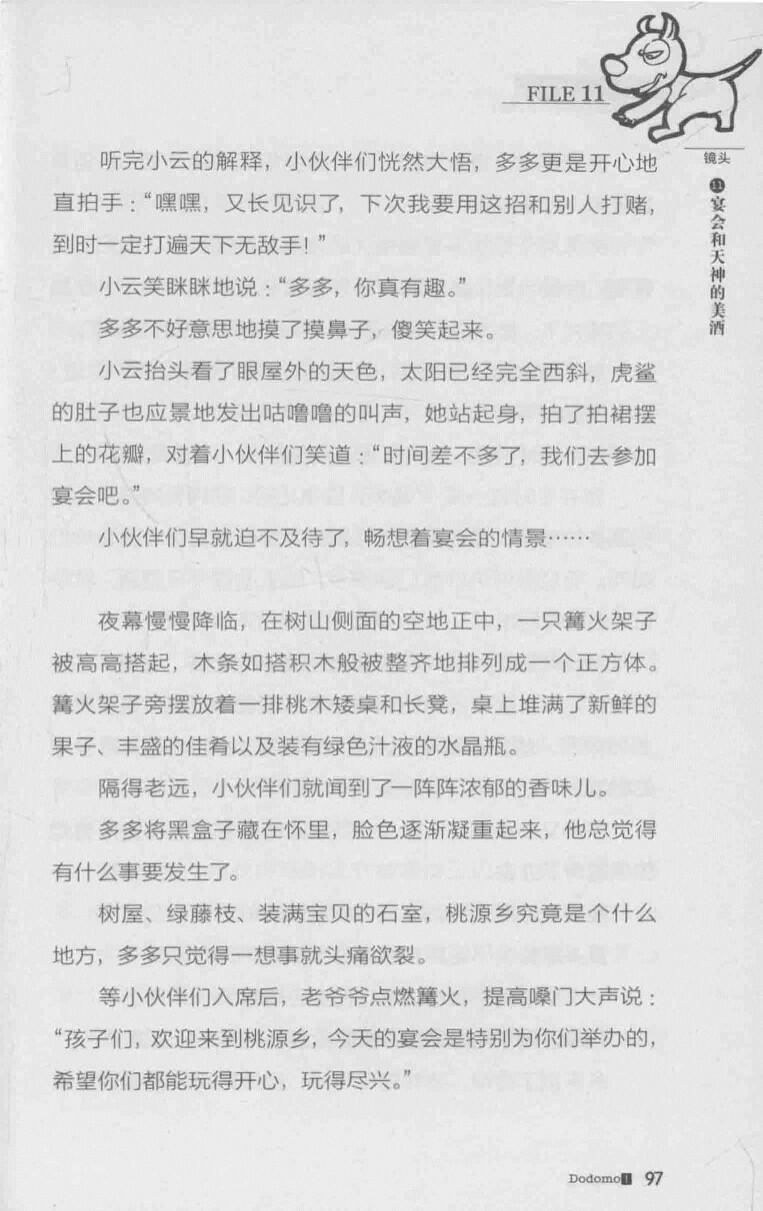 FILE 11
镜头
⓫宴会和天神的美酒
听完小云的解释，小伙伴们恍然大悟，多多更是开心地
直拍手：“嘿嘿，又长见识了，下次我要用这招和别人打赌，
到时一定打遍天下无敌手！”
小云笑眯眯地说：“多多，你真有趣。”
多多不好意思地摸了摸鼻子，傻笑起来。
小云抬头看了眼屋外的天色，太阳已经完全西斜，虎鲨
的肚子也应景地发出咕噜噜的叫声，她站起身，拍了拍裙摆
上的花瓣，对着小伙伴们笑道：“时间差不多了，我们去参加
宴会吧。”
小伙伴们早就迫不及待了，畅想着宴会的情景……
夜幕慢慢降临，在树山侧面的空地正中，一只篝火架子
被高高搭起，木条如搭积木般被整齐地排列成一个正方体。
篝火架子旁摆放着一排桃木矮桌和长凳，桌上堆满了新鲜的
果子、丰盛的佳肴以及装有绿色汁液的水晶瓶。
隔得老远，小伙伴们就闻到了一阵阵浓郁的香味儿。
多多将黑盒子藏在怀里，脸色逐渐凝重起来，他总觉得
有什么事要发生了。
树屋、绿藤枝、装满宝贝的石室，桃源乡究竟是个什么
地方，多多只觉得一想事就头痛欲裂。
等小伙伴们入席后，老爷爷点燃篝火，提高嗓门大声说：
“孩子们，欢迎来到桃源乡，今天的宴会是特别为你们举办的，
希望你们都能玩得开心，玩得尽兴。”
Dodomo! 97